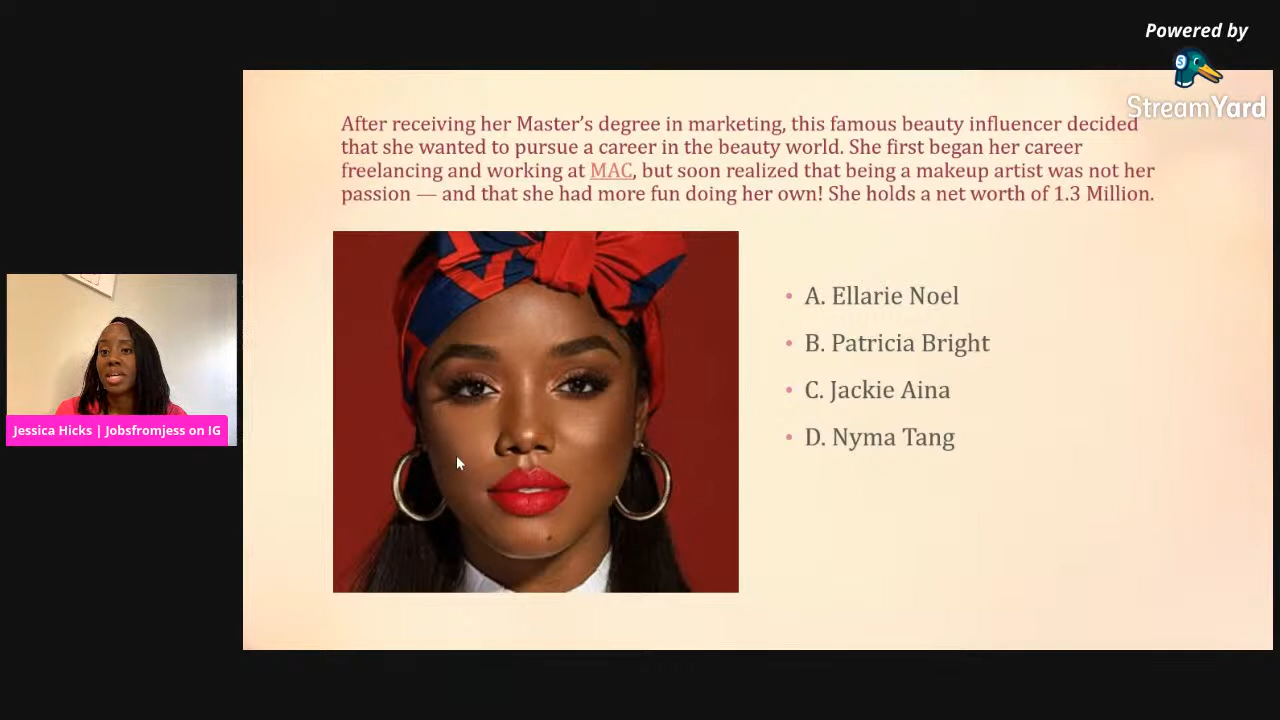 Powered by
StreamYard
After receiving her Master’s degree in marketing, this famous beauty influencer decided
that she wanted to pursue a career in the beauty world. She first began her career
freelancing and working at MAC, but soon realized that being a makeup artist was not her
passion — and that she had more fun doing her own! She holds a net worth of 1.3 Million.
• A. Ellarie Noel
• B. Patricia Bright
• C. Jackie Aina
• D. Nyma Tang
Jessica Hicks | Jobsfromjess on IG